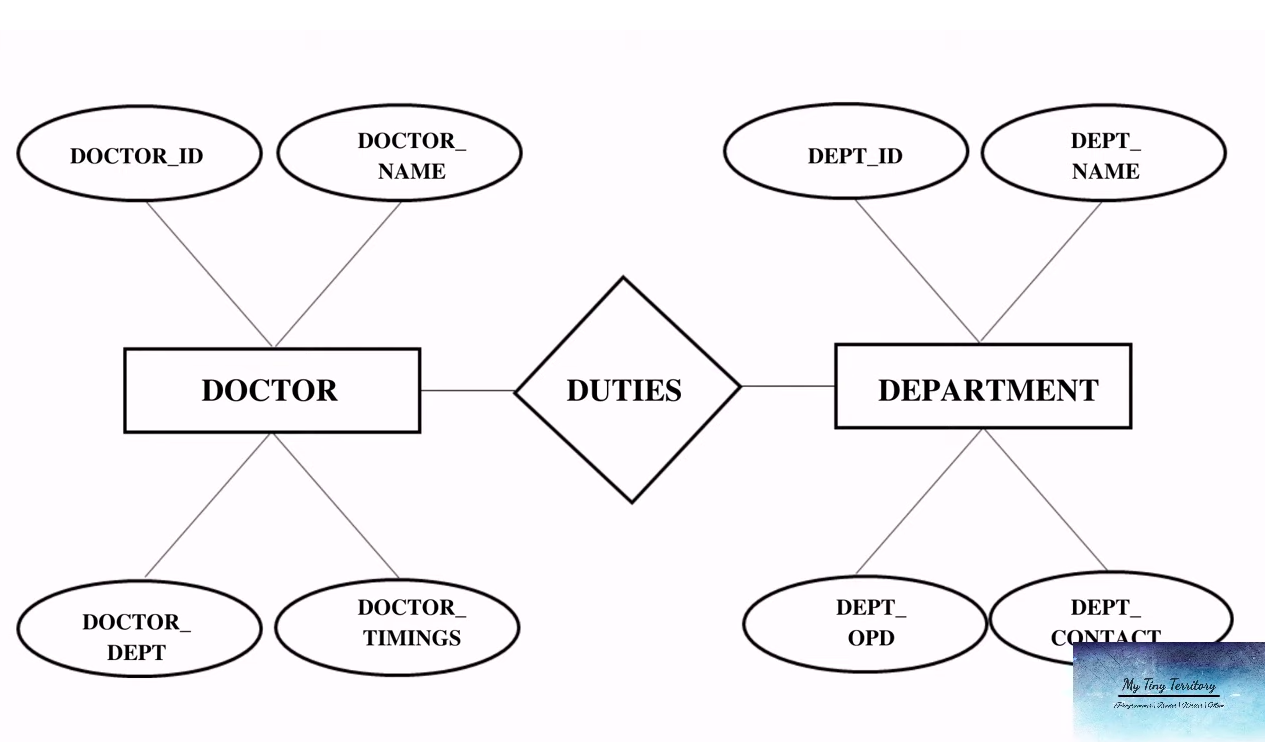 DOCTOR_ID
DOCTOR_
NAME
DEPT_ID
DEPT_
NAME
DOCTOR
DUTIES
DEPARTMENT
DOCTOR_
DEPT
DOCTOR_
TIMINGS
DEPT_
OPD
DEPT_
CONTACT
My Tiny Territory